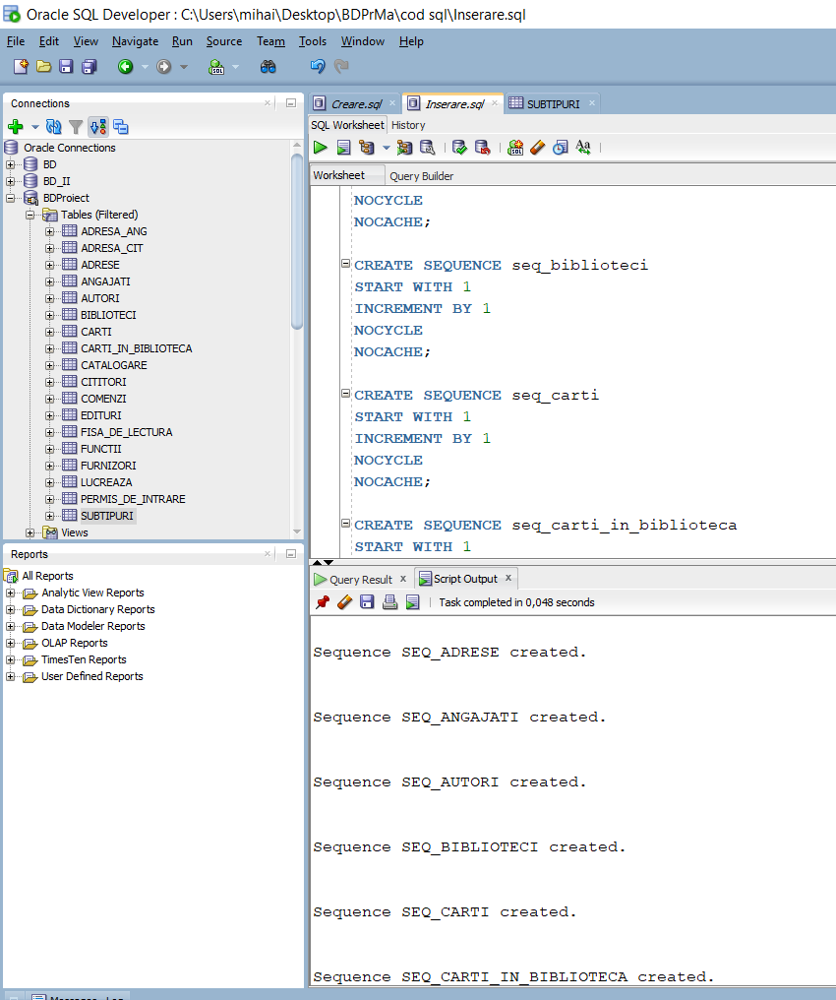 Oracle SQL Developer : C:\Users\mihai\Desktop\BDPrMa\cod sql\Inserare.sql
File Edit View Navigate Run Source Team Tools Window Help
Connections
Oracle Connections
BD
BD_II
BDProiect
Tables (Filtered)
ADRESA_ANG
ADRESA_CIT
ADRESE
ANGAJATI
AUTORI
BIBLIOTECI
CARTI
CARTI_IN_BIBLIOTECA
CATALOGARE
CITITORI
COMENZI
EDITURI
FISA_DE_LECTURA
FUNCTII
FURNIZORI
LUCREAZA
PERMIS_DE_INTRARE
SUBTIPURI
Views
Reports
All Reports
Analytic View Reports
Data Dictionary Reports
Data Modeler Reports
OLAP Reports
TimesTen Reports
User Defined Reports
Creare.sql Inserare.sql SUBTIPURI
SQL Worksheet History
Worksheet Query Builder
NOCYCLE
NOCACHE;
CREATE SEQUENCE seq_biblioteci
START WITH 1
INCREMENT BY 1
NOCYCLE
NOCACHE;
CREATE SEQUENCE seq_carti
START WITH 1
INCREMENT BY 1
NOCYCLE
NOCACHE;
CREATE SEQUENCE seq_carti_in_biblioteca
START WITH 1
Query Result x Script Output x
Task completed in 0,048 seconds
Sequence SEQ_ADRESE created.
Sequence SEQ_ANGAJATI created.
Sequence SEQ_AUTORI created.
Sequence SEQ_BIBLIOTECI created.
Sequence SEQ_CARTI created.
Sequence SEQ_CARTI_IN_BIBLIOTECA created.